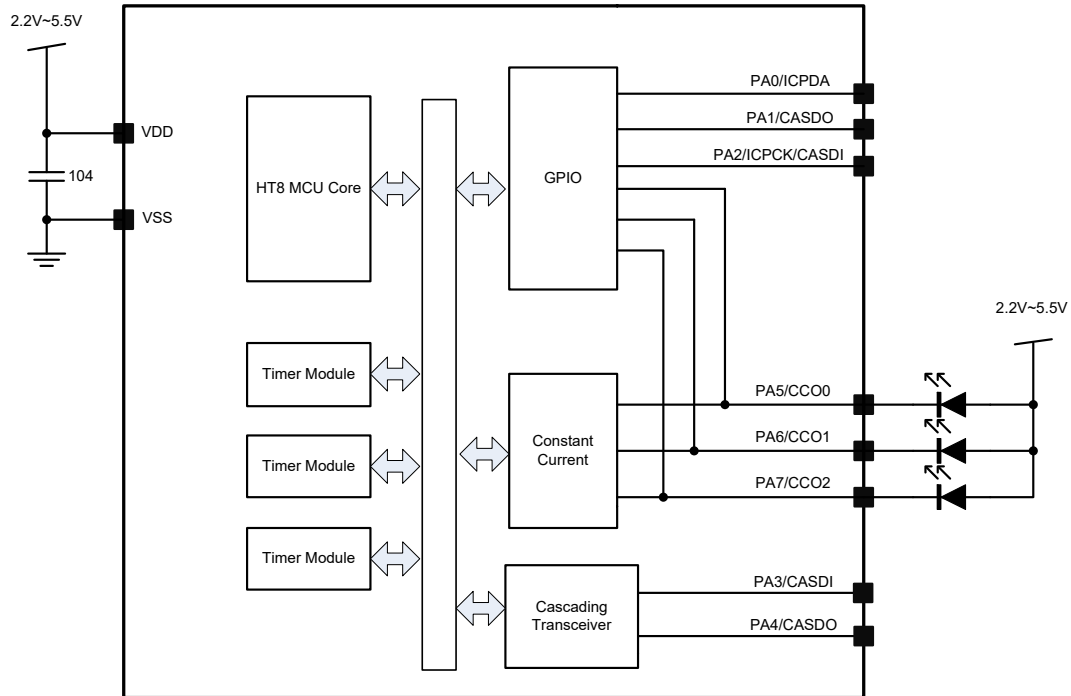 2.2V~5.5V
VDD
104
VSS
HT8 MCU Core
Timer Module
Timer Module
Timer Module
GPIO
PA0/ICPDA
PA1/CASDO
PA2/ICPCK/CASDI
Constant
Current
PA5/CCO0
PA6/CCO1
PA7/CCO2
2.2V~5.5V
Cascading
Transceiver
PA3/CASDI
PA4/CASDO